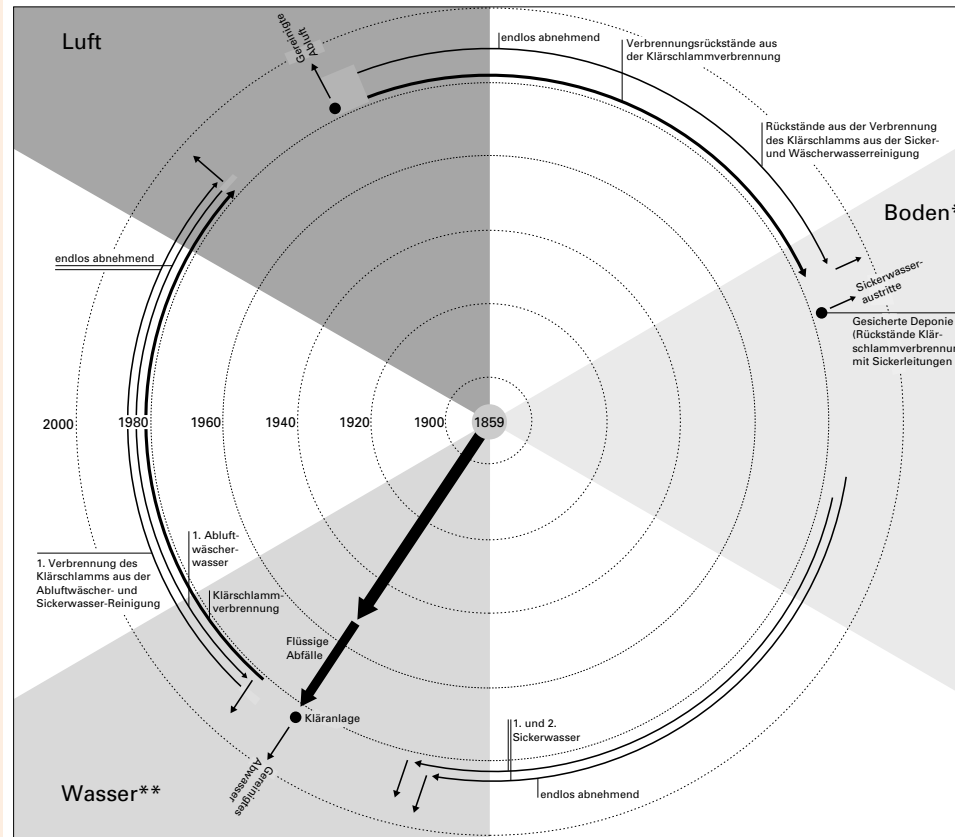 Luft
Gereinigte
Abluft
endlos abnehmend
Verbrennungsrückstände aus
der Klärschlammverbrennung
Rückstände aus der Verbrennung
des Klärschlamms aus der Sicker-
und Wäscherwasserreinigung
Boden*
Sickerwasser-
austritte
Gesicherte Deponie
(Rückstände Klär-
schlammverbrennun
mit Sickerleitungen
endlos abnehmend
2000
1980
1960
1940
1920
1900
1859
1. Verbrennung des
Klärschlamms aus der
Abluftwäscher- und
Sickerwasser-Reinigung
1. Abluft-
wäscher-
wasser
Klärschlamm-
verbrennung
Flüssige
Abfälle
Kläranlage
Gereinigtes
Abwasser
1. und 2.
Sickerwasser
endlos abnehmend
Wasser**